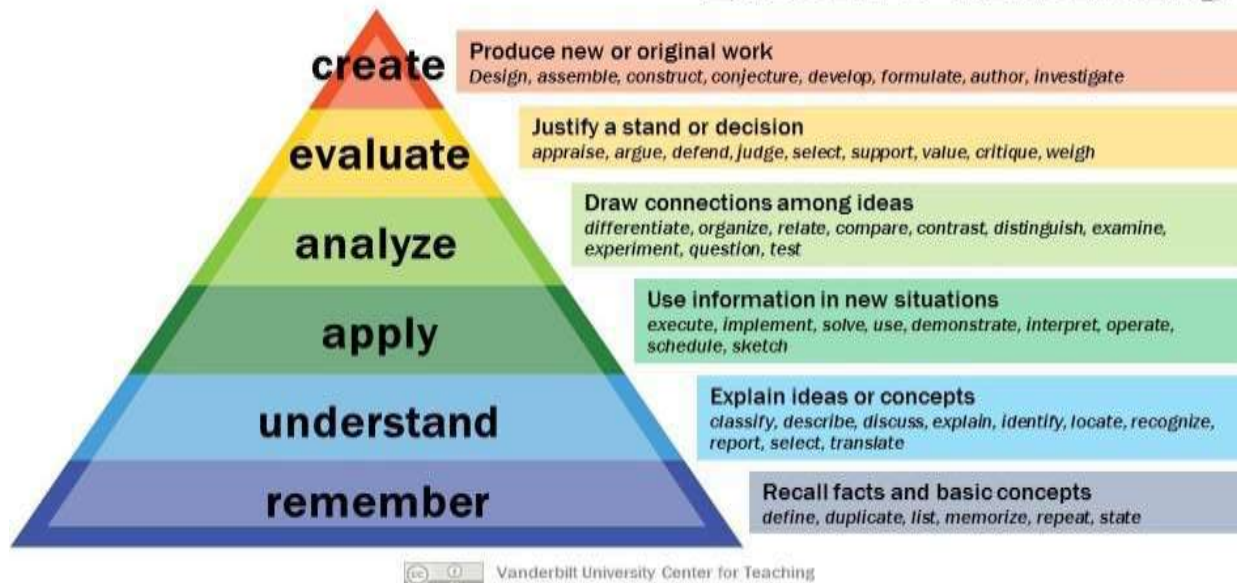 create
Produce new or original work
Design, assemble, construct, conjecture, develop, formulate, author, investigate
evaluate
Justify a stand or decision
appraise, argue, defend, judge, select, support, value, critique, weigh
analyze
Draw connections among ideas
differentiate, organize, relate, compare, contrast, distinguish, examine,
experiment, question, test
apply
Use information in new situations
execute, implement, solve, use, demonstrate, interpret, operate,
schedule, sketch
understand
Explain ideas or concepts
classify, describe, discuss, explain, identify, locate, recognize,
report, select, translate
remember
Recall facts and basic concepts
define, duplicate, list, memorize, repeat, state
cc Vanderbilt University Center for Teaching